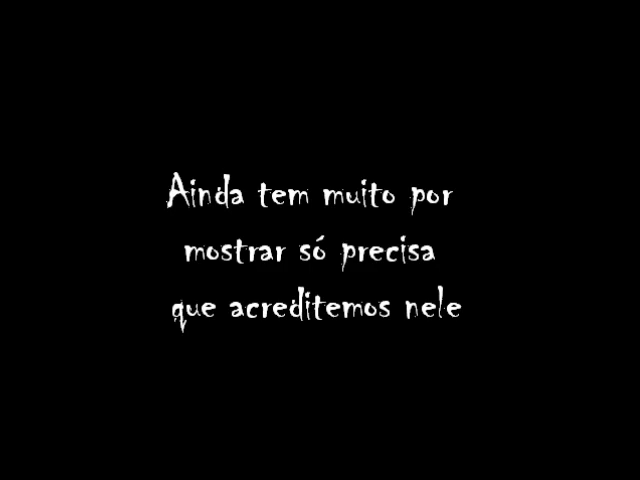 Ainda tem muito por
mostrar só precisa
que acreditemos nele